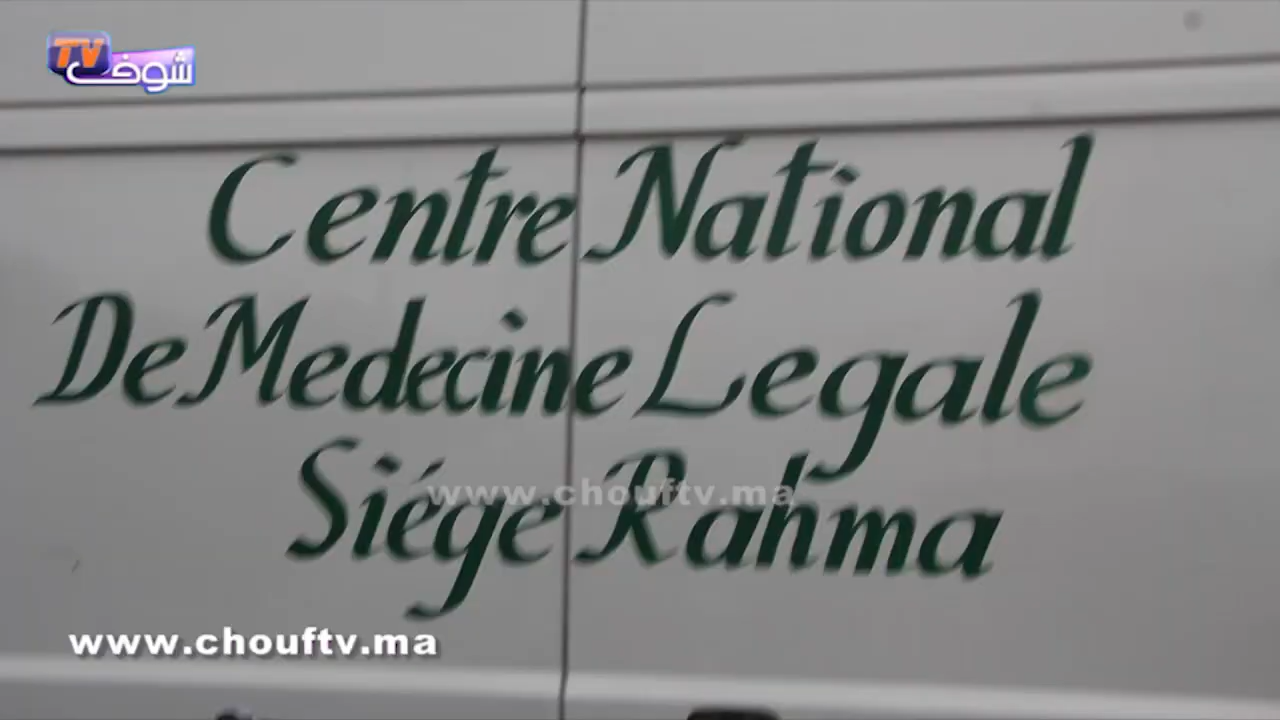 TV شوف
Centre National
De Medecine Legale
Siége Rahma
www.chouftv.ma
www.chouftv.ma